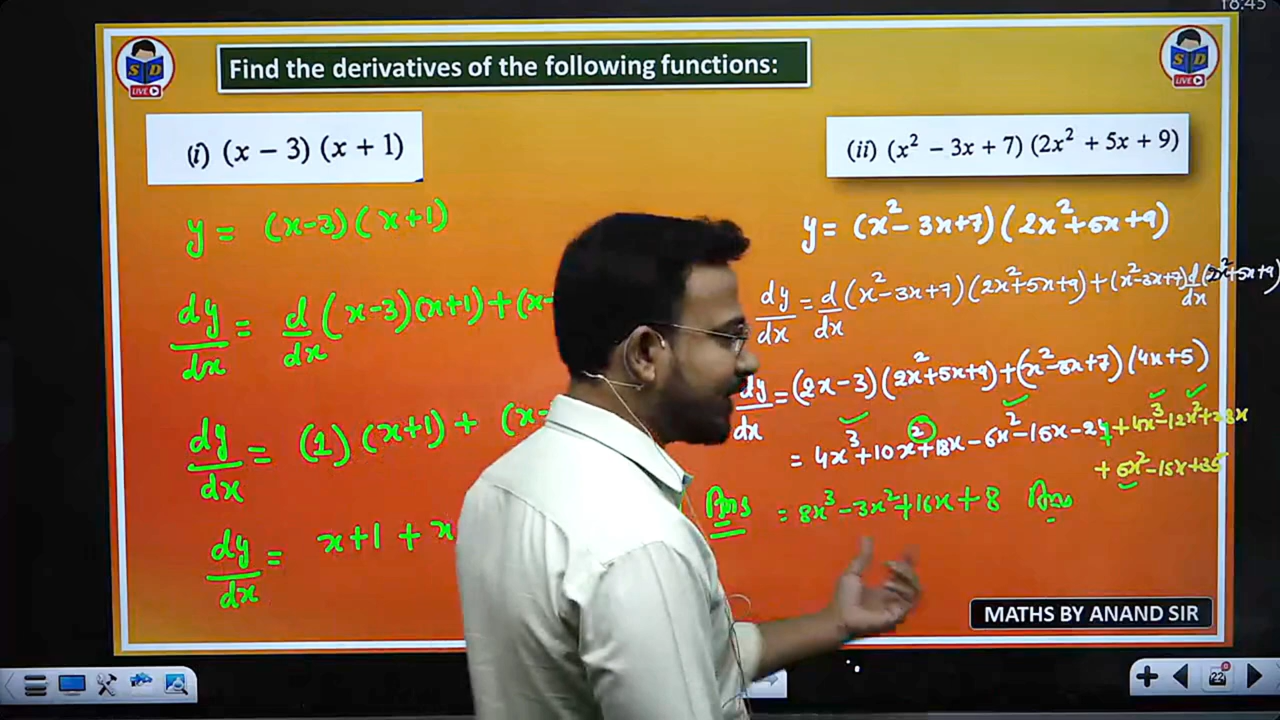 18:45
Find the derivatives of the following functions:
S D
LIVE
S D
LIVE
(i) (x − 3) (x + 1)
y = (x-3)(x+1)
dy/dx = d/dx (x-3)(x+1)+(x-
dy/dx = (1)(x+1) + (x-
dy/dx = x+1 + x
Ans
(ii) (x² − 3x + 7) (2x² + 5x + 9)
y = (x²-3x+7)(2x²+5x+9)
dy/dx = d/dx (x²-3x+7)(2x²+5x+9)+(x²-3x+7) d/dx (2x²+5x+9)
dy/dx = (2x-3)(2x²+5x+9)+(x²-3x+7)(4x+5)
= 4x³+10x²+18x-6x²-15x-27+4x³-12x²+28x
+5x²-15x+35
= 8x³-3x²+16x+8 Ans
MATHS BY ANAND SIR
22